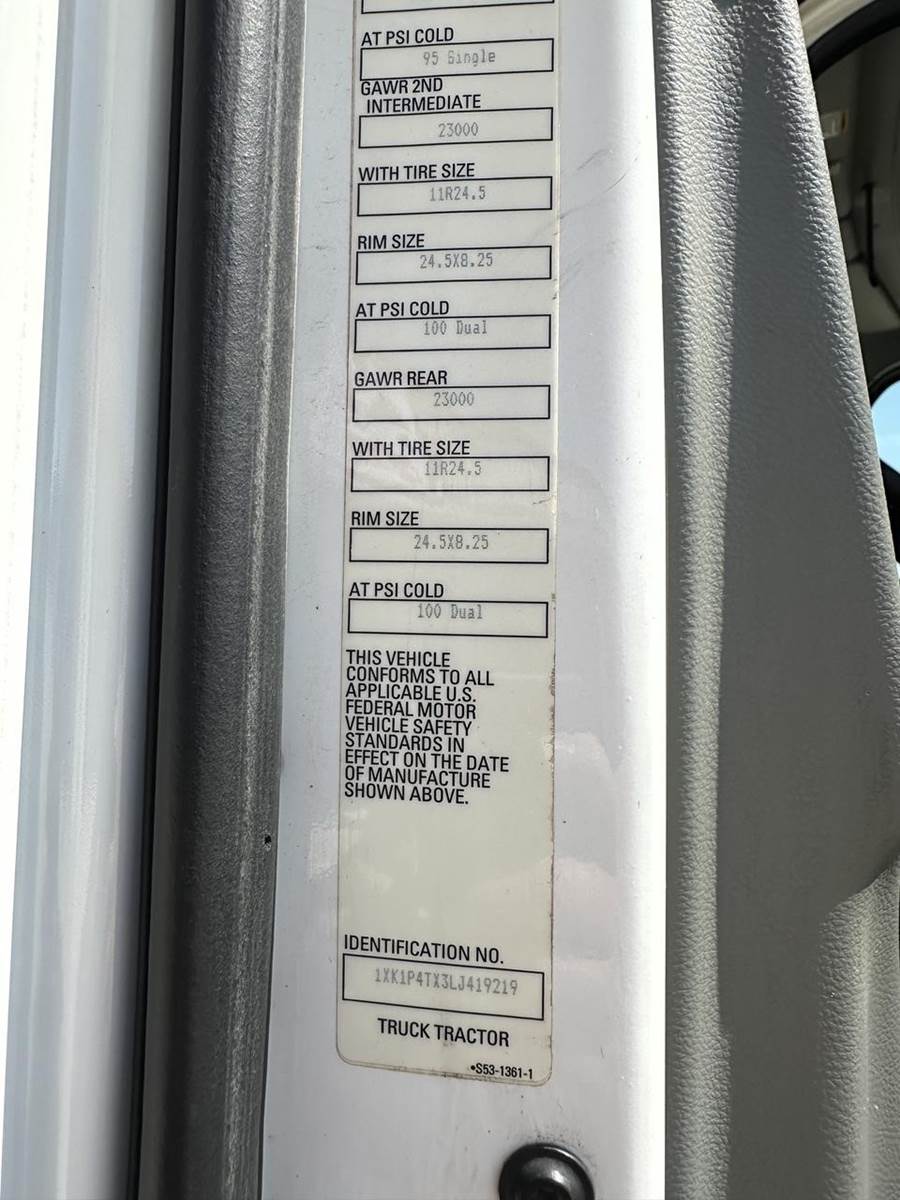 AT PSI COLD
95 Single
GAWR 2ND
INTERMEDIATE
23000
WITH TIRE SIZE
11R24.5
RIM SIZE
24.5X8.25
AT PSI COLD
100 Dual
GAWR REAR
23000
WITH TIRE SIZE
11R24.5
RIM SIZE
24.5X8.25
AT PSI COLD
100 Dual
THIS VEHICLE
CONFORMS TO ALL
APPLICABLE U.S.
FEDERAL MOTOR
VEHICLE SAFETY
STANDARDS IN
EFFECT ON THE DATE
OF MANUFACTURE
SHOWN ABOVE.
IDENTIFICATION NO.
1XK1P4TX3LJ419219
TRUCK TRACTOR
•S53-1361-1